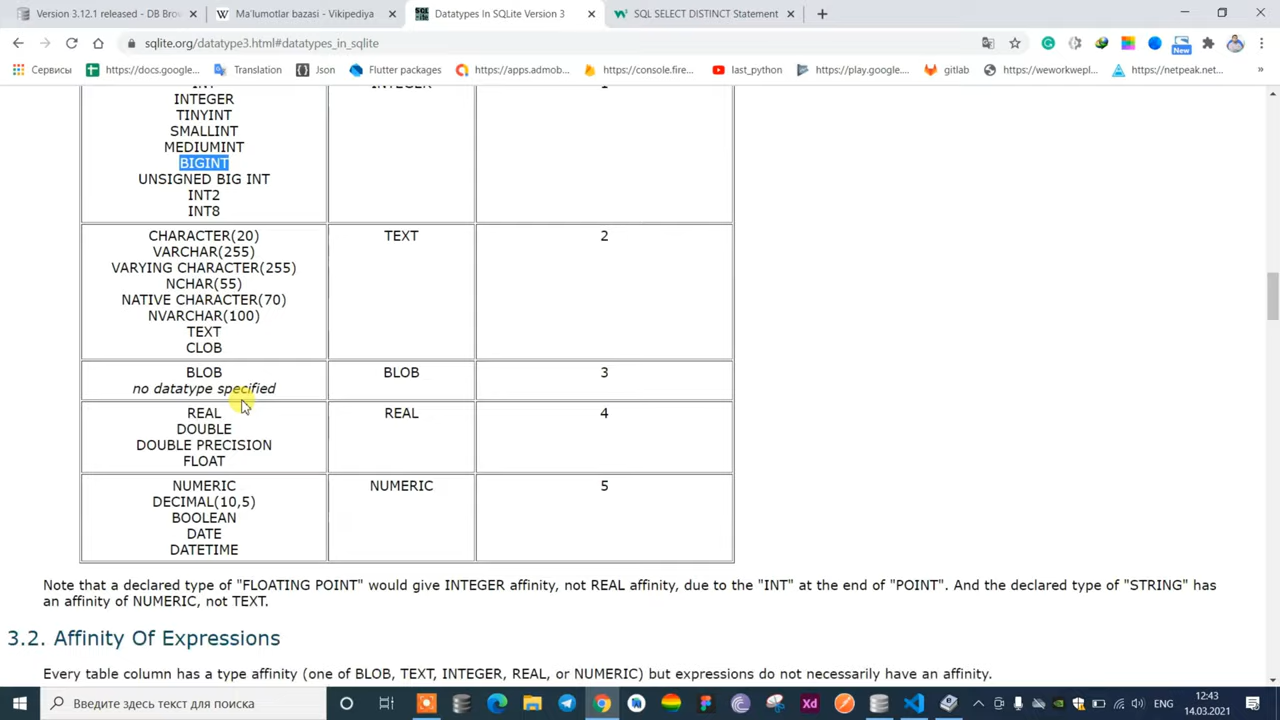 Version 3.12.1 released - DB-Brow
Ma'lumotlar bazasi - Vikipediya
Datatypes In SQLite Version 3
SQL SELECT DISTINCT Statement
sqlite.org/datatype3.html#datatypes_in_sqlite
New
Сервисы
https://docs.google...
Translation
Json
Flutter packages
https://apps.admob...
https://console.fire...
last_python
https://play.google...
gitlab
https://weworkwepl...
https://netpeak.net...
INTEGER
1
INTEGER
TINYINT
SMALLINT
MEDIUMINT
BIGINT
UNSIGNED BIG INT
INT2
INT8
CHARACTER(20)
TEXT
2
VARCHAR(255)
VARYING CHARACTER(255)
NCHAR(55)
NATIVE CHARACTER(70)
NVARCHAR(100)
TEXT
CLOB
BLOB
BLOB
3
no datatype specified
REAL
REAL
4
DOUBLE
DOUBLE PRECISION
FLOAT
NUMERIC
NUMERIC
5
DECIMAL(10,5)
BOOLEAN
DATE
DATETIME
Note that a declared type of "FLOATING POINT" would give INTEGER affinity, not REAL affinity, due to the "INT" at the end of "POINT". And the declared type of "STRING" has
an affinity of NUMERIC, not TEXT.
3.2. Affinity Of Expressions
Every table column has a type affinity (one of BLOB, TEXT, INTEGER, REAL, or NUMERIC) but expressions do not necessarily have an affinity.
Введите здесь текст для поиска
Xd
ENG
12:43
14.03.2021